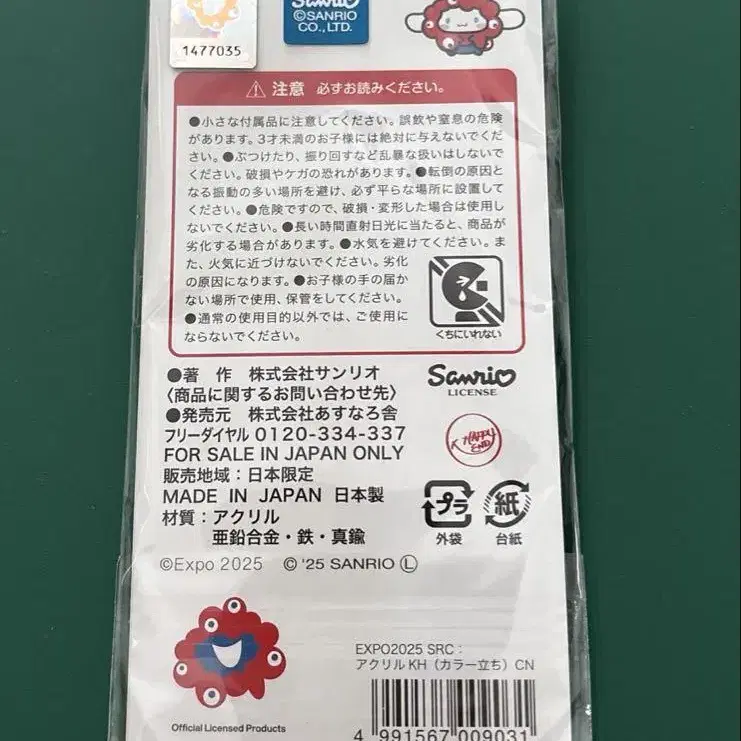 1477035
Sanrio
©SANRIO
CO., LTD.
注意 必ずお読みください。
●小さな付属品に注意してください。誤飲や窒息の危険
があります。3才未満のお子様には絶対に与えないでくだ
さい。●ぶつけたり、振り回すなど乱暴な扱いはしないで
ください。破損やケガの恐れがあります。●転倒の原因と
なる振動の多い場所を避け、必ず平らな場所に設置して
ください。●危険ですので、破損・変形した場合は使用し
ないでください。●長い時間直射日光に当たると、商品が
劣化する場合があります。●水気を避けてください。ま
た、火気に近づけないでください。劣化
の原因になります。●お子様の手の届か
ない場所で使用、保管をしてください。
●通常の使用目的以外では、ご使用に
ならないでください。
くちにいれない
●著 作 株式会社サンリオ
〈商品に関するお問い合わせ先〉
●発売元 株式会社あすなろ舎
フリーダイヤル 0120-334-337
FOR SALE IN JAPAN ONLY
販売地域：日本限定
MADE IN JAPAN 日本製
材質：アクリル
亜鉛合金・鉄・真鍮
Sanrio
LICENSE
K HAPPY
END
プラ
外袋
紙
台紙
©Expo 2025 © '25 SANRIO Ⓛ
Official Licensed Products
EXPO2025 SRC：
アクリルKH（カラー立ち）CN
4 991567 009031